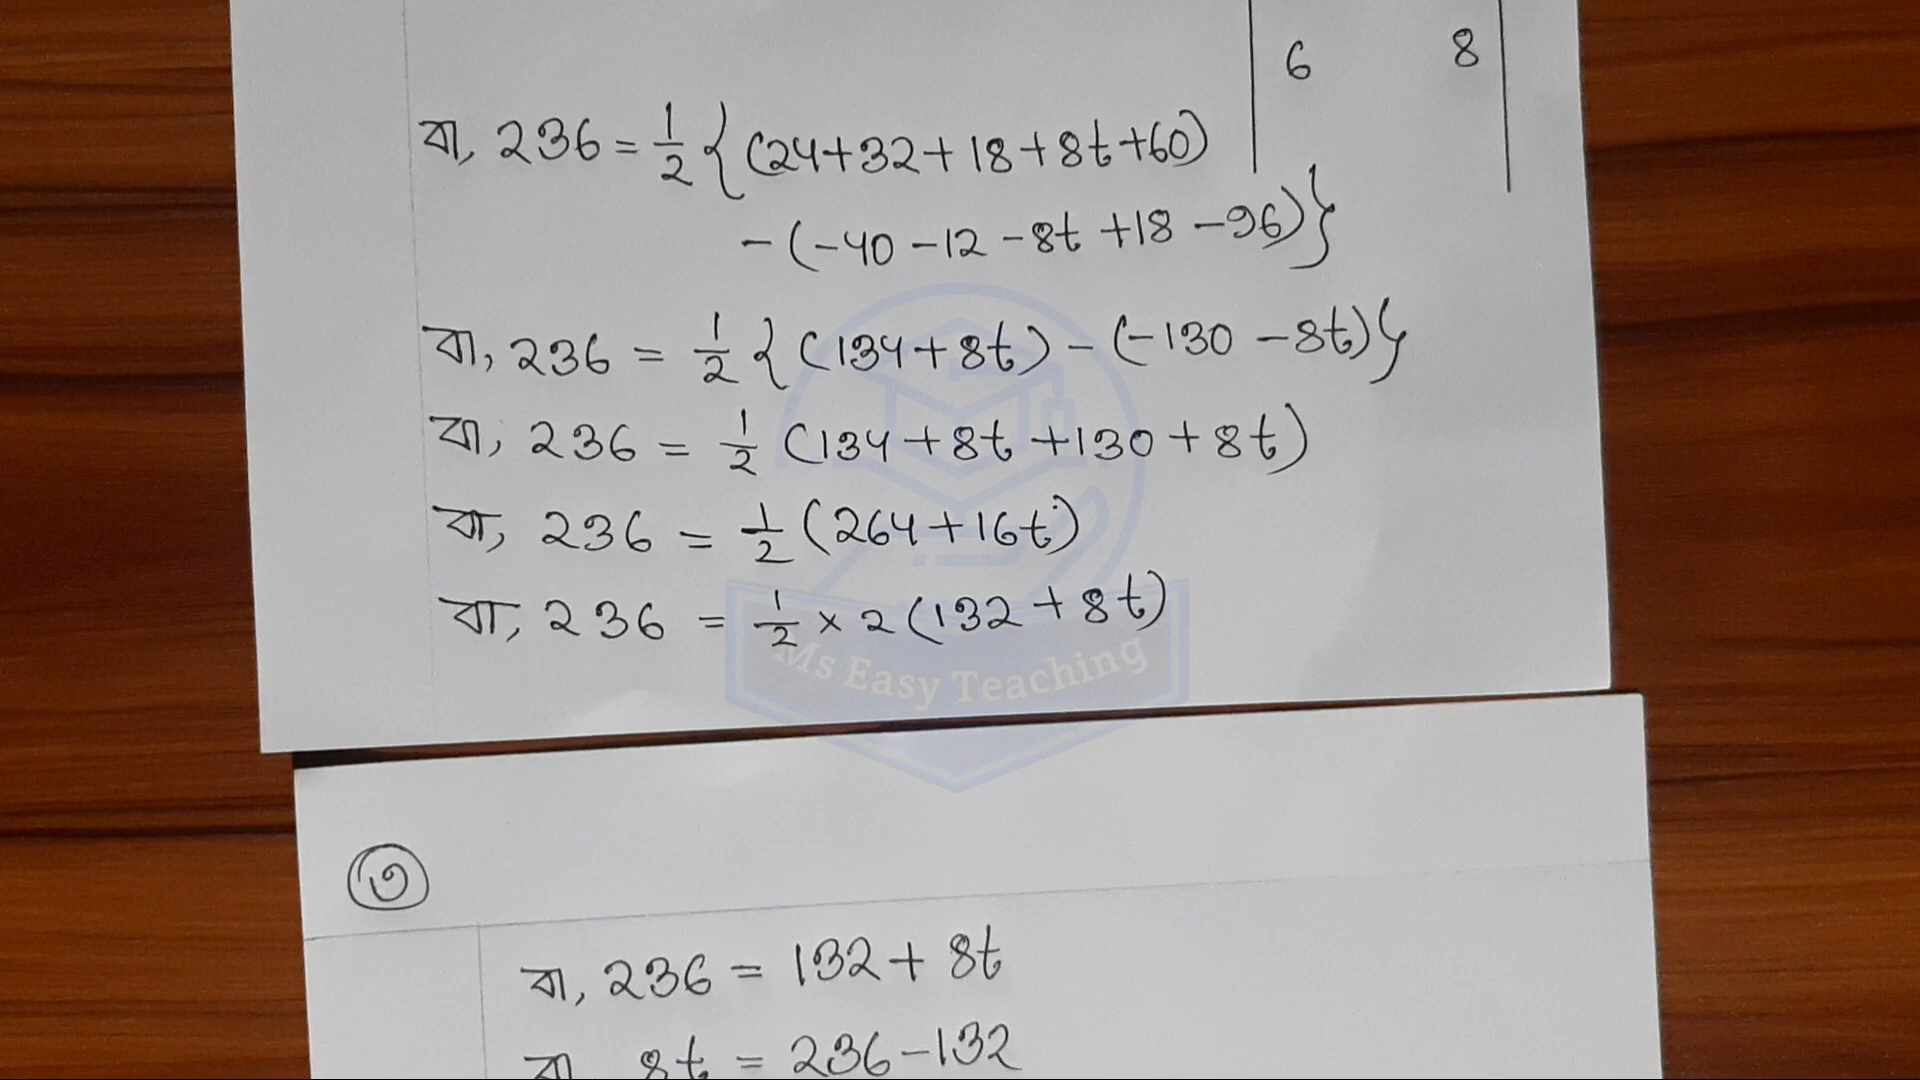 6 8
বা, 236 = 1/2 { (24+32+18+8t+60)
-(-40-12-8t+18-96)}
বা, 236 = 1/2 { (134+8t) - (-130-8t)}
বা, 236 = 1/2 (134+8t+130+8t)
বা, 236 = 1/2 (264+16t)
বা, 236 = 1/2 × 2 (132+8t)
Ms Easy Teaching
৩
বা, 236 = 132 + 8t
বা 8t = 236-132